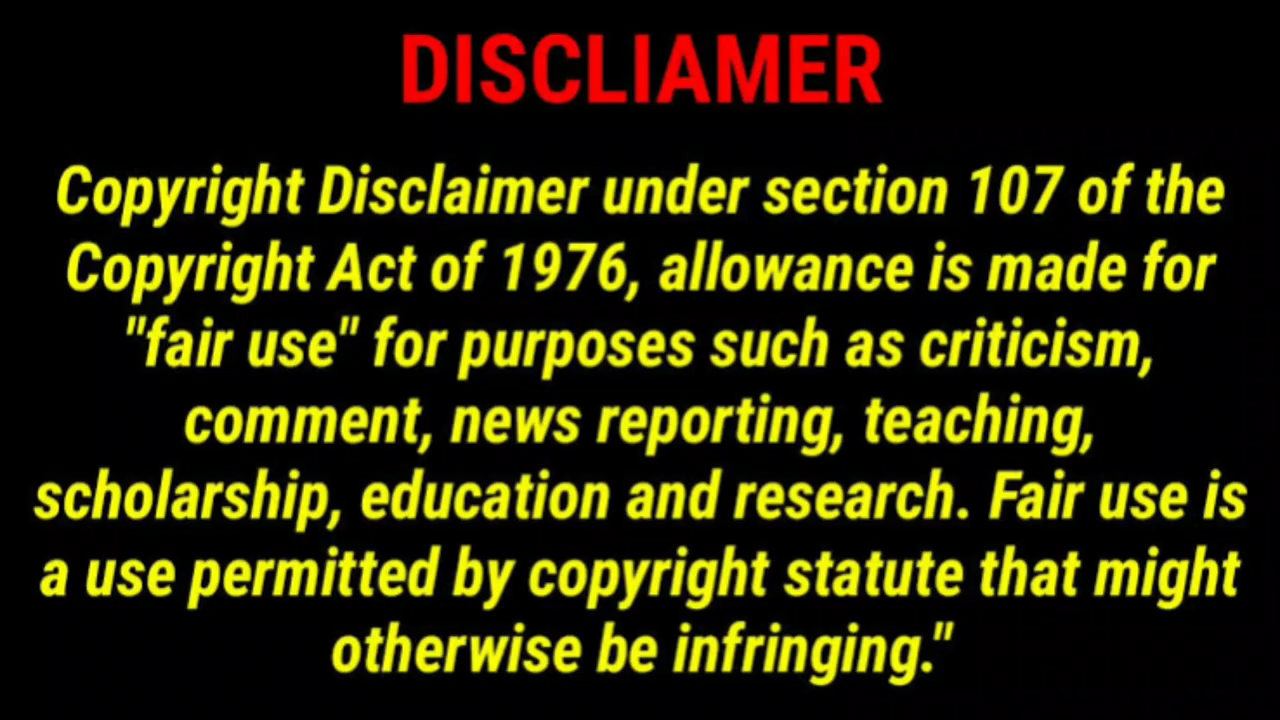 DISCLIAMER
Copyright Disclaimer under section 107 of the
Copyright Act of 1976, allowance is made for
"fair use" for purposes such as criticism,
comment, news reporting, teaching,
scholarship, education and research. Fair use is
a use permitted by copyright statute that might
otherwise be infringing."